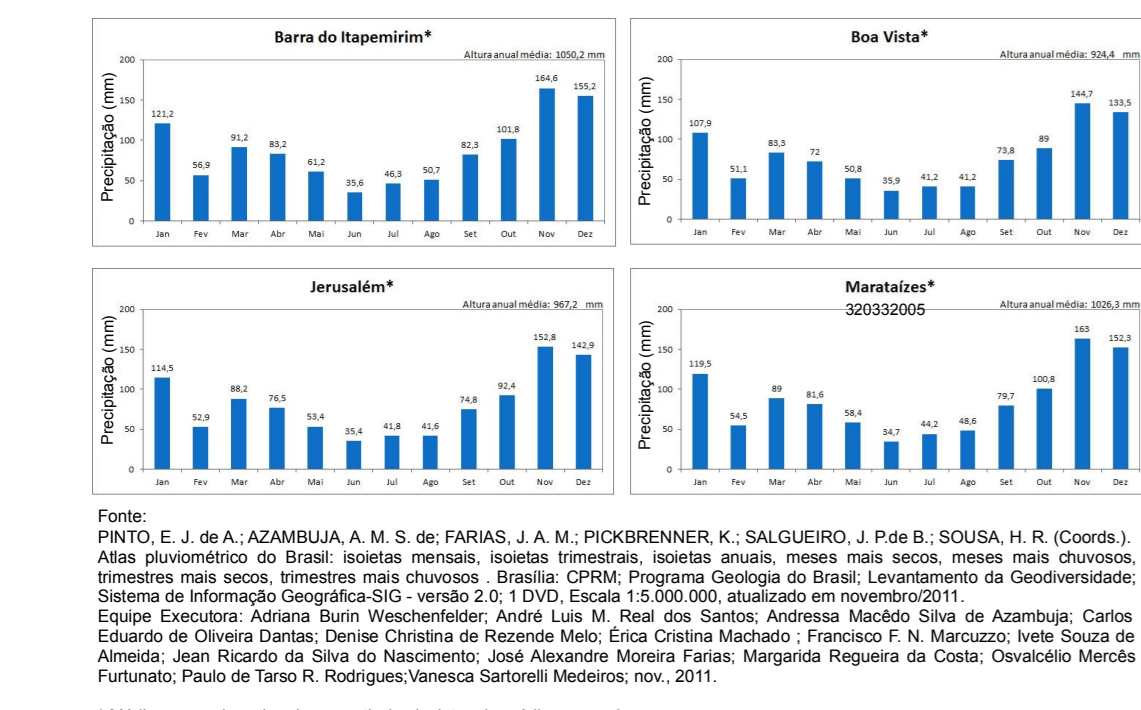 Barra do Itapemirim*
Altura anual média: 1050,2 mm
Precipitação (mm)
200
150
100
50
0
121,2
56,9
91,2
83,2
61,2
35,6
46,3
50,7
82,3
101,8
164,6
155,2
Jan Fev Mar Abr Mai Jun Jul Ago Set Out Nov Dez
Boa Vista*
Altura anual média: 924,4 mm
Precipitação (mm)
200
150
100
50
0
107,9
51,1
83,3
72
50,8
35,9
41,2
41,2
73,8
89
144,7
133,5
Jan Fev Mar Abr Mai Jun Jul Ago Set Out Nov Dez
Jerusalém*
Altura anual média: 967,2 mm
Precipitação (mm)
200
150
100
50
0
114,5
52,9
88,2
76,5
53,4
35,4
41,8
41,6
74,8
92,4
152,8
142,9
Jan Fev Mar Abr Mai Jun Jul Ago Set Out Nov Dez
Marataízes*
320332005
Altura anual média: 1026,3 mm
Precipitação (mm)
200
150
100
50
0
119,5
54,5
89
81,6
58,4
34,7
44,2
48,6
79,7
100,8
163
152,3
Jan Fev Mar Abr Mai Jun Jul Ago Set Out Nov Dez
Fonte:
PINTO, E. J. de A.; AZAMBUJA, A. M. S. de; FARIAS, J. A. M.; PICKBRENNER, K.; SALGUEIRO, J. P.de B.; SOUSA, H. R. (Coords.).
Atlas pluviométrico do Brasil: isoietas mensais, isoietas trimestrais, isoietas anuais, meses mais secos, meses mais chuvosos,
trimestres mais secos, trimestres mais chuvosos . Brasília: CPRM; Programa Geologia do Brasil; Levantamento da Geodiversidade;
Sistema de Informação Geográfica-SIG - versão 2.0; 1 DVD, Escala 1:5.000.000, atualizado em novembro/2011.
Equipe Executora: Adriana Burin Weschenfelder; André Luis M. Real dos Santos; Andressa Macêdo Silva de Azambuja; Carlos
Eduardo de Oliveira Dantas; Denise Christina de Rezende Melo; Érica Cristina Machado ; Francisco F. N. Marcuzzo; Ivete Souza de
Almeida; Jean Ricardo da Silva do Nascimento; José Alexandre Moreira Farias; Margarida Regueira da Costa; Osvalcélio Mercês
Furtunato; Paulo de Tarso R. Rodrigues;Vanesca Sartorelli Medeiros; nov., 2011.